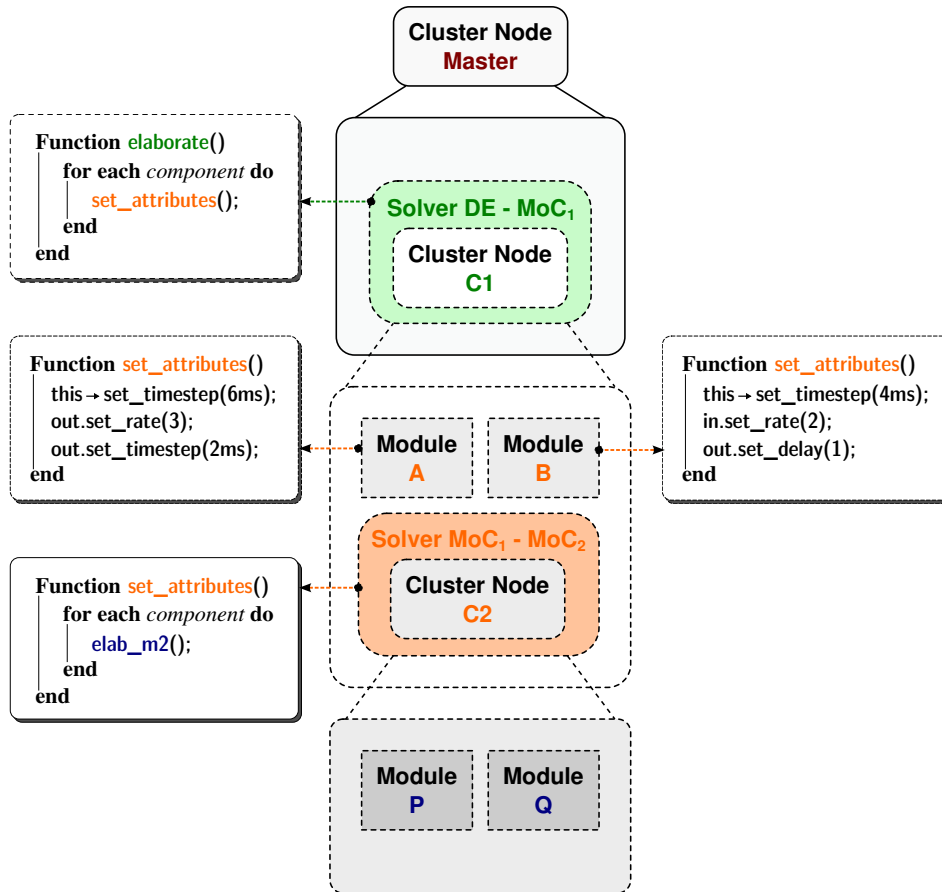 Cluster Node
Master
Function elaborate()
for each component do
set_attributes();
end
end
Solver DE - MoC₁
Cluster Node
C1
Function set_attributes()
this→set_timestep(6ms);
out.set_rate(3);
out.set_timestep(2ms);
end
Module
A
Module
B
Function set_attributes()
this→set_timestep(4ms);
in.set_rate(2);
out.set_delay(1);
end
Solver MoC₁ - MoC₂
Cluster Node
C2
Function set_attributes()
for each component do
elab_m2();
end
end
Module
P
Module
Q